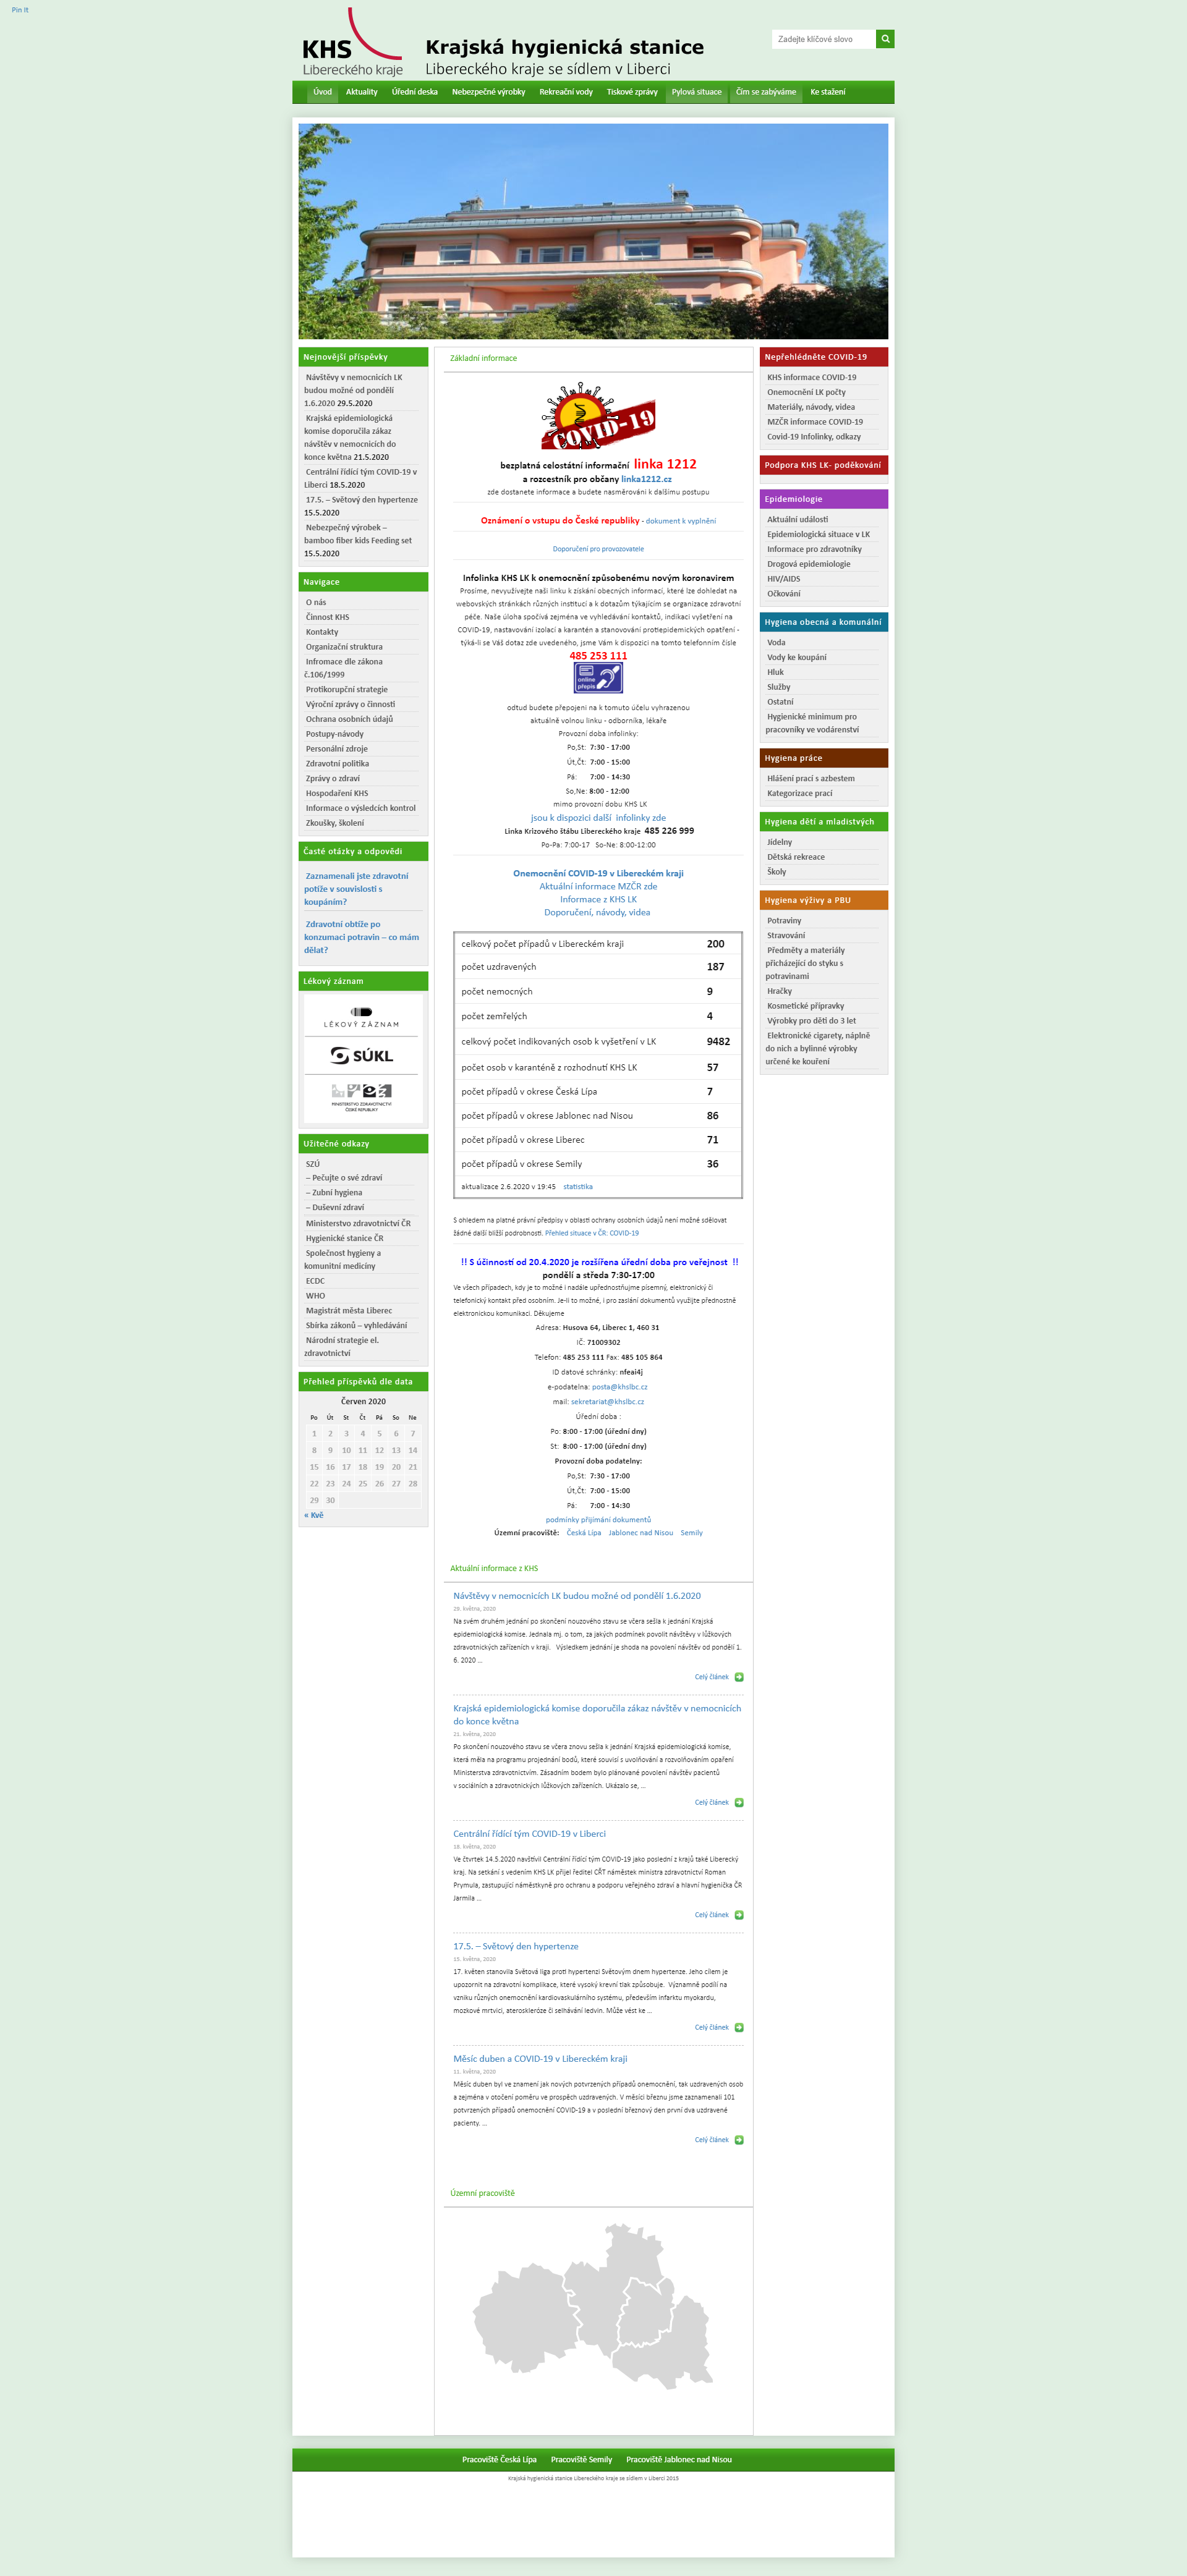 Pin It
KHS
Libereckého kraje
Krajská hygienická stanice
Libereckého kraje se sídlem v Liberci
Zadejte klíčové slovo
Úvod Aktuality Úřední deska Nebezpečné výrobky Rekreační vody Tiskové zprávy Pylová situace Čím se zabýváme Ke stažení
Nejnovější příspěvky
Návštěvy v nemocnicích LK
budou možné od pondělí
1.6.2020 29.5.2020
Krajská epidemiologická
komise doporučila zákaz
návštěv v nemocnicích do
konce května 21.5.2020
Centrální řídící tým COVID-19 v
Liberci 18.5.2020
17.5. – Světový den hypertenze
15.5.2020
Nebezpečný výrobek –
bamboo fiber kids Feeding set
15.5.2020
Navigace
O nás
Činnost KHS
Kontakty
Organizační struktura
Infromace dle zákona
č.106/1999
Protikorupční strategie
Výroční zprávy o činnosti
Ochrana osobních údajů
Postupy-návody
Personální zdroje
Zdravotní politika
Zprávy o zdraví
Hospodaření KHS
Informace o výsledcích kontrol
Zkoušky, školení
Časté otázky a odpovědi
Zaznamenali jste zdravotní
potíže v souvislosti s
koupáním?
Zdravotní obtíže po
konzumaci potravin – co mám
dělat?
Lékový záznam
LÉKOVÝ ZÁZNAM
SÚKL
MINISTERSTVO ZDRAVOTNICTVÍ
ČESKÉ REPUBLIKY
Užitečné odkazy
SZÚ
– Pečujte o své zdraví
– Zubní hygiena
– Duševní zdraví
Ministerstvo zdravotnictví ČR
Hygienické stanice ČR
Společnost hygieny a
komunitní medicíny
ECDC
WHO
Magistrát města Liberec
Sbírka zákonů – vyhledávání
Národní strategie el.
zdravotnictví
Přehled příspěvků dle data
Červen 2020
Po Út St Čt Pá So Ne
1 2 3 4 5 6 7
8 9 10 11 12 13 14
15 16 17 18 19 20 21
22 23 24 25 26 27 28
29 30
« Kvě
Základní informace
COVID-19
bezplatná celostátní informační linka 1212
a rozcestník pro občany linka1212.cz
zde dostanete informace a budete nasměrováni k dalšímu postupu
Oznámení o vstupu do České republiky - dokument k vyplnění
Doporučení pro provozovatele
Infolinka KHS LK k onemocnění způsobenému novým koronavirem
Prosíme, nevyužívejte naši linku k získání obecných informací, které lze dohledat na
webovských stránkách různých institucí a k dotazům týkajícím se organizace zdravotní
péče. Naše úloha spočívá zejména ve vyhledávání kontaktů, indikaci vyšetření na
COVID-19, nastavování izolací a karantén a stanovování protiepidemických opatření -
týká-li se Váš dotaz zde uvedeného, jsme Vám k dispozici na tomto telefonním čísle
485 253 111
online
přepis
odtud budete přepojeni na k tomuto účelu vyhrazenou
aktuálně volnou linku - odborníka, lékaře
Provozní doba infolinky:
Po,St: 7:30 - 17:00
Út,Čt: 7:00 - 15:00
Pá: 7:00 - 14:30
So,Ne: 8:00 - 12:00
mimo provozní dobu KHS LK
jsou k dispozici další infolinky zde
Linka Krizového štábu Libereckého kraje 485 226 999
Po-Pa: 7:00-17 So-Ne: 8:00-12:00
Onemocnění COVID-19 v Libereckém kraji
Aktuální informace MZČR zde
Informace z KHS LK
Doporučení, návody, videa
celkový počet případů v Libereckém kraji 200
počet uzdravených 187
počet nemocných 9
počet zemřelých 4
celkový počet indikovaných osob k vyšetření v LK 9482
počet osob v karanténě z rozhodnutí KHS LK 57
počet případů v okrese Česká Lípa 7
počet případů v okrese Jablonec nad Nisou 86
počet případů v okrese Liberec 71
počet případů v okrese Semily 36
aktualizace 2.6.2020 v 19:45 statistika
S ohledem na platné právní předpisy v oblasti ochrany osobních údajů není možné sdělovat
žádné další bližší podrobnosti. Přehled situace v ČR: COVID-19
!! S účinností od 20.4.2020 je rozšířena úřední doba pro veřejnost !!
pondělí a středa 7:30-17:00
Ve všech případech, kdy je to možné i nadále upřednostňujme písemný, elektronický či
telefonický kontakt před osobním. Je-li to možné, i pro zaslání dokumentů využijte přednostně
elektronickou komunikaci. Děkujeme
Adresa: Husova 64, Liberec 1, 460 31
IČ: 71009302
Telefon: 485 253 111 Fax: 485 105 864
ID datové schránky: nfeai4j
e-podatelna: posta@khslbc.cz
mail: sekretariat@khslbc.cz
Úřední doba :
Po: 8:00 - 17:00 (úřední dny)
St: 8:00 - 17:00 (úřední dny)
Provozní doba podatelny:
Po,St: 7:30 - 17:00
Út,Čt: 7:00 - 15:00
Pá: 7:00 - 14:30
podmínky přijímání dokumentů
Územní pracoviště: Česká Lípa Jablonec nad Nisou Semily
Aktuální informace z KHS
Návštěvy v nemocnicích LK budou možné od pondělí 1.6.2020
29. května, 2020
Na svém druhém jednání po skončení nouzového stavu se včera sešla k jednání Krajská
epidemiologická komise. Jednala mj. o tom, za jakých podmínek povolit návštěvy v lůžkových
zdravotnických zařízeních v kraji. Výsledkem jednání je shoda na povolení návštěv od pondělí 1.
6. 2020 ...
Celý článek
Krajská epidemiologická komise doporučila zákaz návštěv v nemocnicích
do konce května
21. května, 2020
Po skončení nouzového stavu se včera znovu sešla k jednání Krajská epidemiologická komise,
která měla na programu projednání bodů, které souvisí s uvolňování a rozvolňováním opaření
Ministerstva zdravotnictvím. Zásadním bodem bylo plánované povolení návštěv pacientů
v sociálních a zdravotnických lůžkových zařízeních. Ukázalo se, ...
Celý článek
Centrální řídící tým COVID-19 v Liberci
18. května, 2020
Ve čtvrtek 14.5.2020 navštívil Centrální řídící tým COVID-19 jako poslední z krajů také Liberecký
kraj. Na setkání s vedením KHS LK přijel ředitel CŘT náměstek ministra zdravotnictví Roman
Prymula, zastupující náměstkyně pro ochranu a podporu veřejného zdraví a hlavní hygienička ČR
Jarmila ...
Celý článek
17.5. – Světový den hypertenze
15. května, 2020
17. květen stanovila Světová liga proti hypertenzi Světovým dnem hypertenze. Jeho cílem je
upozornit na zdravotní komplikace, které vysoký krevní tlak způsobuje. Významně podílí na
vzniku různých onemocnění kardiovaskulárního systému, především infarktu myokardu,
mozkové mrtvici, ateroskleróze či selhávání ledvin. Může vést ke ...
Celý článek
Měsíc duben a COVID-19 v Libereckém kraji
11. května, 2020
Měsíc duben byl ve znamení jak nových potvrzených případů onemocnění, tak uzdravených osob
a zejména v otočení poměru ve prospěch uzdravených. V měsíci březnu jsme zaznamenali 101
potvrzených případů onemocnění COVID-19 a v poslední březnový den první dva uzdravené
pacienty. ...
Celý článek
Územní pracoviště
Nepřehlédněte COVID-19
KHS informace COVID-19
Onemocnění LK počty
Materiály, návody, videa
MZČR informace COVID-19
Covid-19 Infolinky, odkazy
Podpora KHS LK- poděkování
Epidemiologie
Aktuální události
Epidemiologická situace v LK
Informace pro zdravotníky
Drogová epidemiologie
HIV/AIDS
Očkování
Hygiena obecná a komunální
Voda
Vody ke koupání
Hluk
Služby
Ostatní
Hygienické minimum pro
pracovníky ve vodárenství
Hygiena práce
Hlášení prací s azbestem
Kategorizace prací
Hygiena dětí a mladistvých
Jídelny
Dětská rekreace
Školy
Hygiena výživy a PBU
Potraviny
Stravování
Předměty a materiály
přicházející do styku s
potravinami
Hračky
Kosmetické přípravky
Výrobky pro děti do 3 let
Elektronické cigarety, náplně
do nich a bylinné výrobky
určené ke kouření
Pracoviště Česká Lípa Pracoviště Semily Pracoviště Jablonec nad Nisou
Krajská hygienická stanice Libereckého kraje se sídlem v Liberci 2015